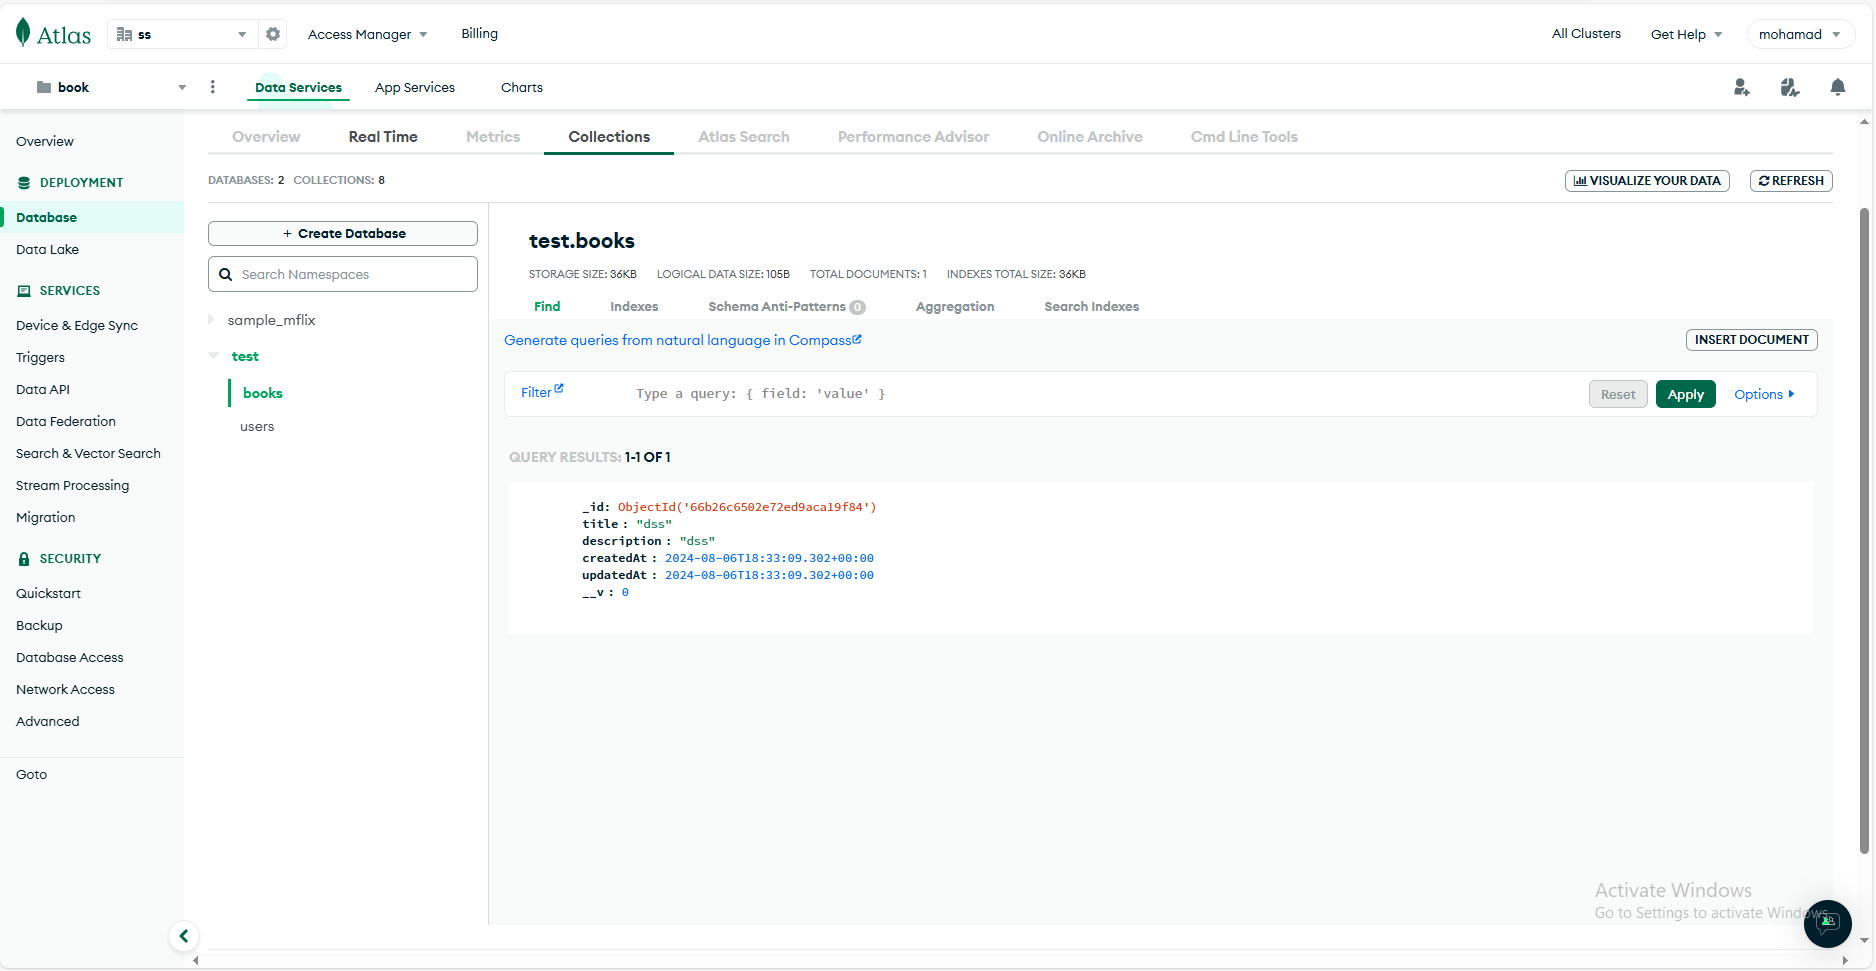 Atlas
ss
Access Manager
Billing
All Clusters
Get Help
mohamad
book
Data Services
App Services
Charts
Overview
DEPLOYMENT
Database
Data Lake
SERVICES
Device & Edge Sync
Triggers
Data API
Data Federation
Search & Vector Search
Stream Processing
Migration
SECURITY
Quickstart
Backup
Database Access
Network Access
Advanced
Goto
Overview
Real Time
Metrics
Collections
Atlas Search
Performance Advisor
Online Archive
Cmd Line Tools
DATABASES: 2 COLLECTIONS: 8
VISUALIZE YOUR DATA
REFRESH
+ Create Database
Search Namespaces
sample_mflix
test
books
users
test.books
STORAGE SIZE: 36KB LOGICAL DATA SIZE: 105B TOTAL DOCUMENTS: 1 INDEXES TOTAL SIZE: 36KB
Find
Indexes
Schema Anti-Patterns 0
Aggregation
Search Indexes
Generate queries from natural language in Compass
INSERT DOCUMENT
Filter
Type a query: { field: 'value' }
Reset
Apply
Options
QUERY RESULTS: 1-1 OF 1
_id: ObjectId('66b26c6502e72ed9aca19f84')
title : "dss"
description : "dss"
createdAt : 2024-08-06T18:33:09.302+00:00
updatedAt : 2024-08-06T18:33:09.302+00:00
__v : 0
Activate Windows
Go to Settings to activate Windows.